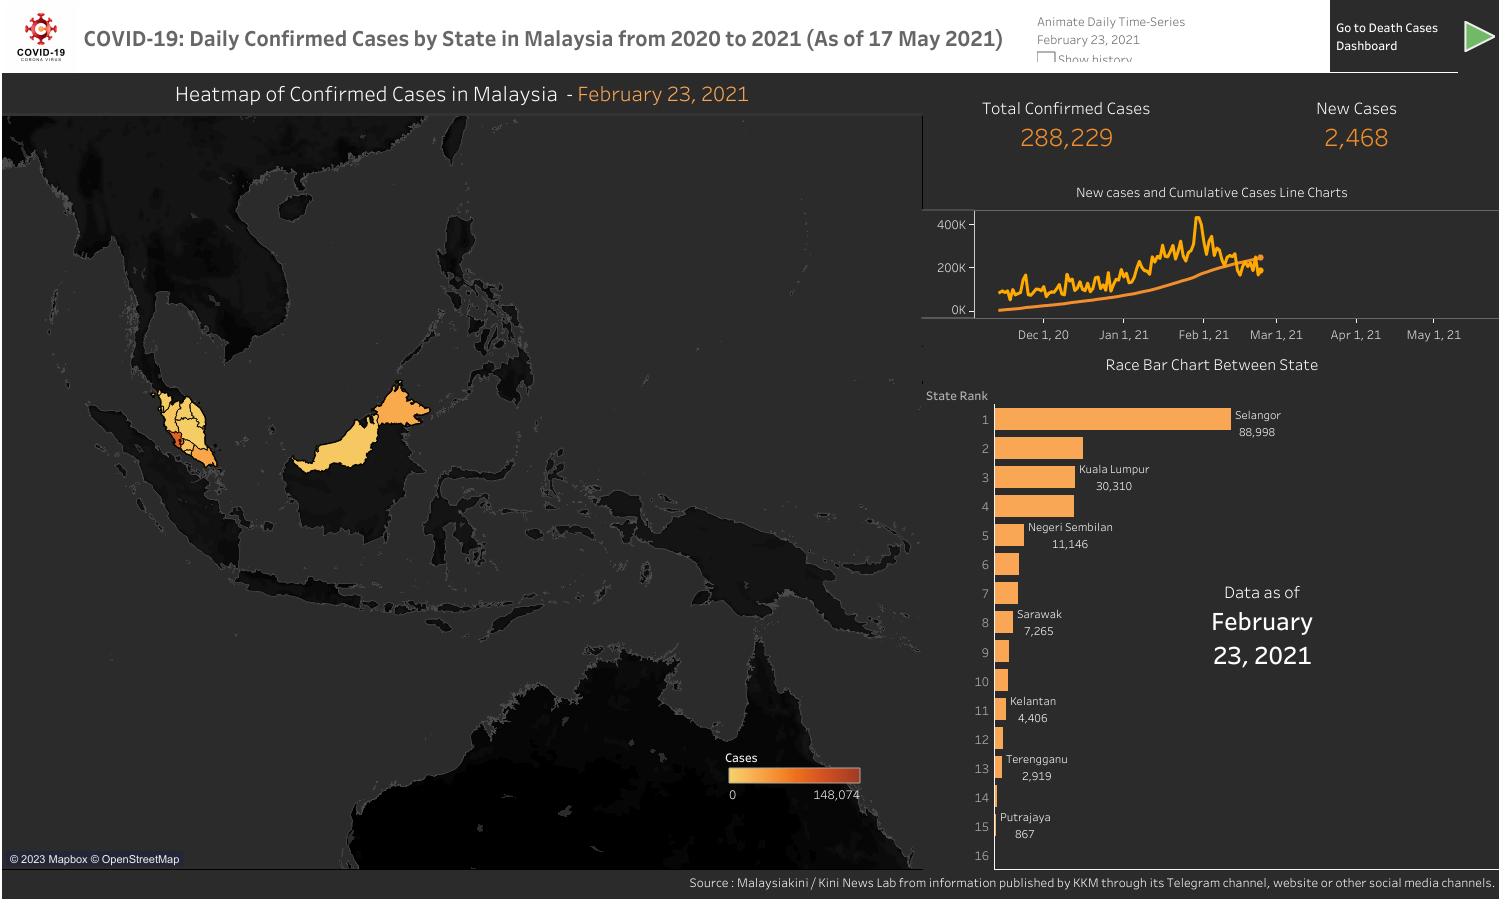 COVID-19
CORONA VIRUS
COVID-19: Daily Confirmed Cases by State in Malaysia from 2020 to 2021 (As of 17 May 2021)
Animate Daily Time-Series
February 23, 2021
Show history
Go to Death Cases
Dashboard
Heatmap of Confirmed Cases in Malaysia - February 23, 2021
Total Confirmed Cases
288,229
New Cases
2,468
New cases and Cumulative Cases Line Charts
400K
200K
0K
Dec 1, 20
Jan 1, 21
Feb 1, 21
Mar 1, 21
Apr 1, 21
May 1, 21
Race Bar Chart Between State
State Rank
1
Selangor
88,998
2
3
Kuala Lumpur
30,310
4
5
Negeri Sembilan
11,146
6
7
8
Sarawak
7,265
9
10
11
Kelantan
4,406
12
13
Terengganu
2,919
14
15
Putrajaya
867
16
Data as of
February
23, 2021
Cases
0
148,074
© 2023 Mapbox © OpenStreetMap
Source : Malaysiakini / Kini News Lab from information published by KKM through its Telegram channel, website or other social media channels.